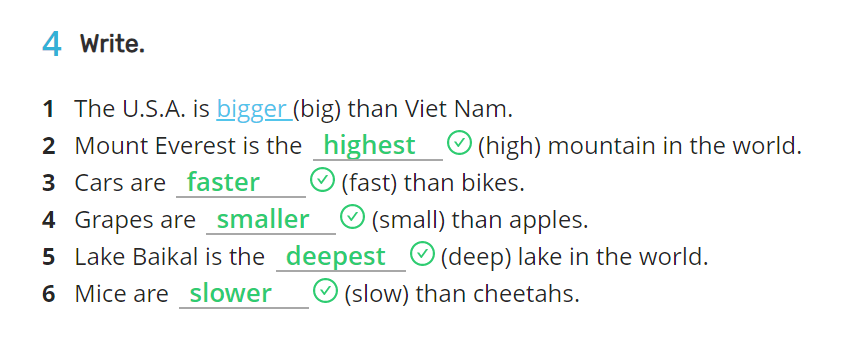 4 Write.
1 The U.S.A. is bigger (big) than Viet Nam.
2 Mount Everest is the highest (high) mountain in the world.
3 Cars are faster (fast) than bikes.
4 Grapes are smaller (small) than apples.
5 Lake Baikal is the deepest (deep) lake in the world.
6 Mice are slower (slow) than cheetahs.